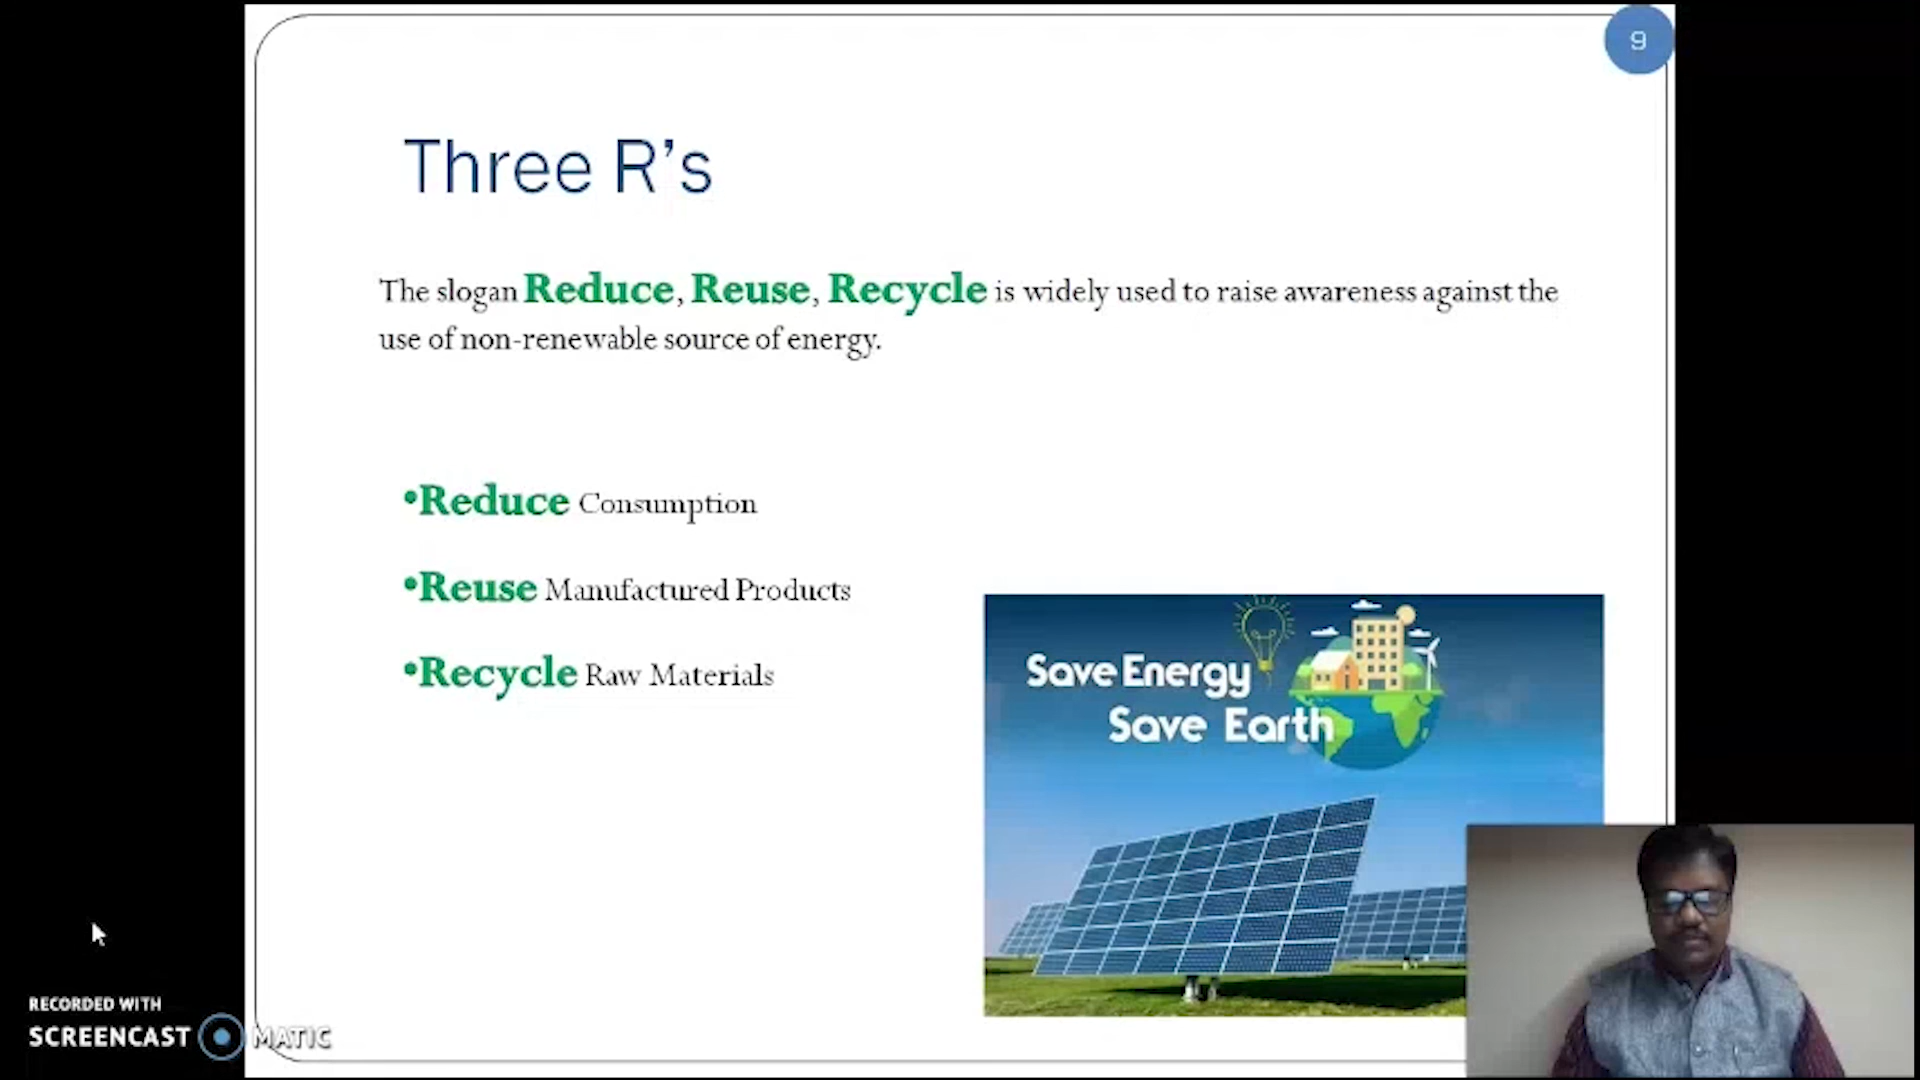 9
Three R's
The slogan Reduce, Reuse, Recycle is widely used to raise awareness against the
use of non-renewable source of energy.
•Reduce Consumption
•Reuse Manufactured Products
•Recycle Raw Materials
Save Energy
Save Earth
RECORDED WITH
SCREENCAST MATIC